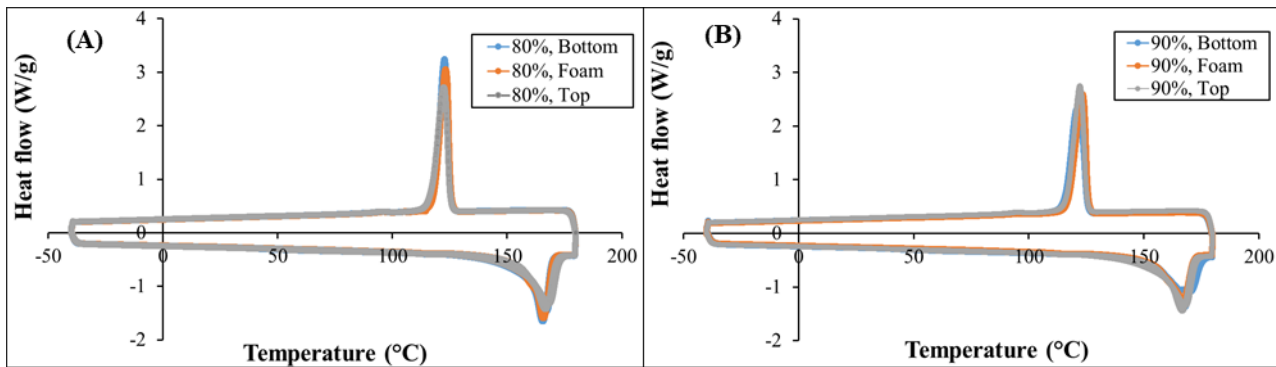 (A)
Heat flow (W/g)
4
3
2
1
0
-1
-2
-50
0
50
100
150
200
Temperature (°C)
80%, Bottom
80%, Foam
80%, Top
(B)
Heat flow (W/g)
4
3
2
1
0
-1
-2
-50
0
50
100
150
200
Temperature (°C)
90%, Bottom
90%, Foam
90%, Top